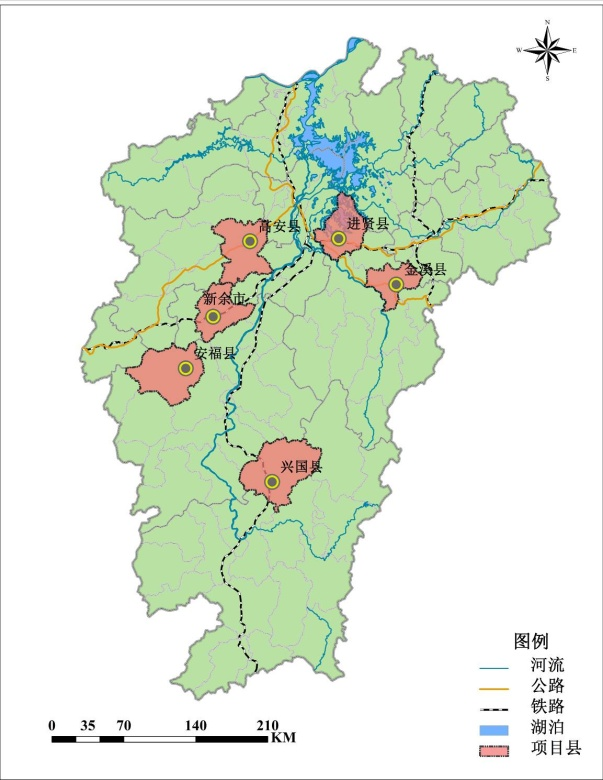 N
W E
S
高安县
进贤县
金溪县
新余市
安福县
兴国县
图例
河流
公路
铁路
湖泊
项目县
0 35 70 140 210
KM